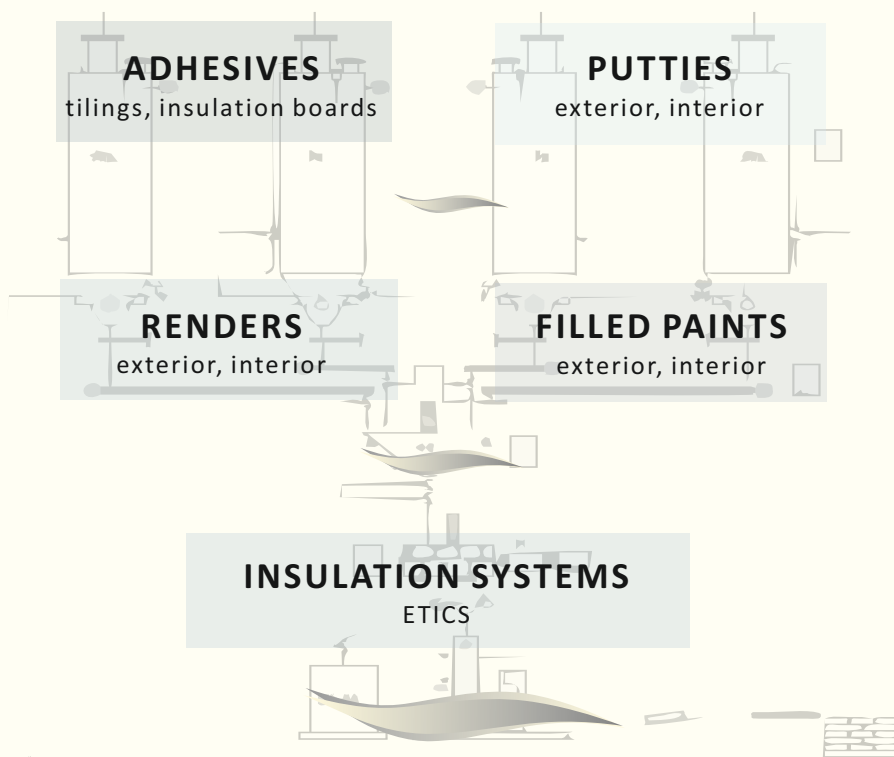 ADHESIVES
tilings, insulation boards
PUTTIES
exterior, interior
RENDERS
exterior, interior
FILLED PAINTS
exterior, interior
INSULATION SYSTEMS
ETICS